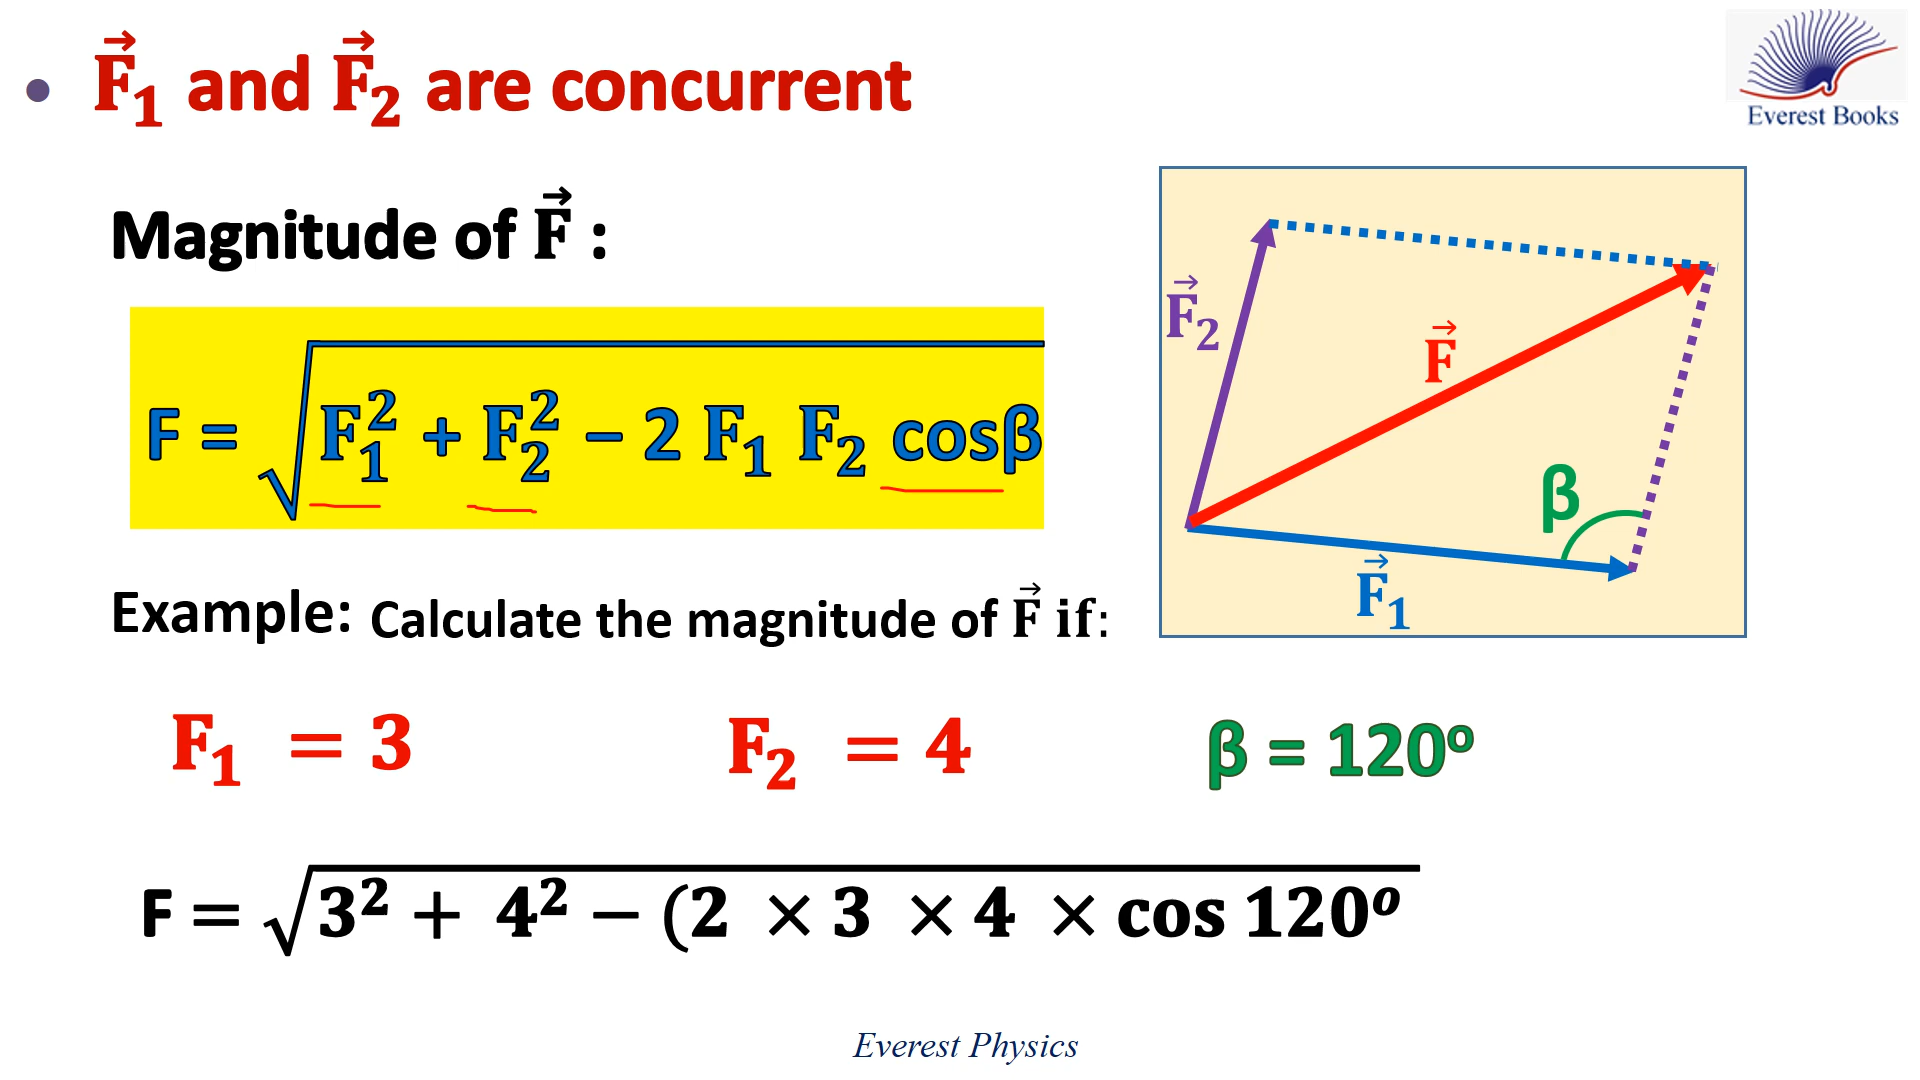 • F⃗₁ and F⃗₂ are concurrent
Everest Books
Magnitude of F⃗ :
F = √(F₁² + F₂² − 2 F₁ F₂ cosβ
F⃗₂
F⃗
β
F⃗₁
Example: Calculate the magnitude of F⃗ if:
F₁ = 3
F₂ = 4
β = 120º
F = √3² + 4² − (2 × 3 × 4 × cos 120º
Everest Physics